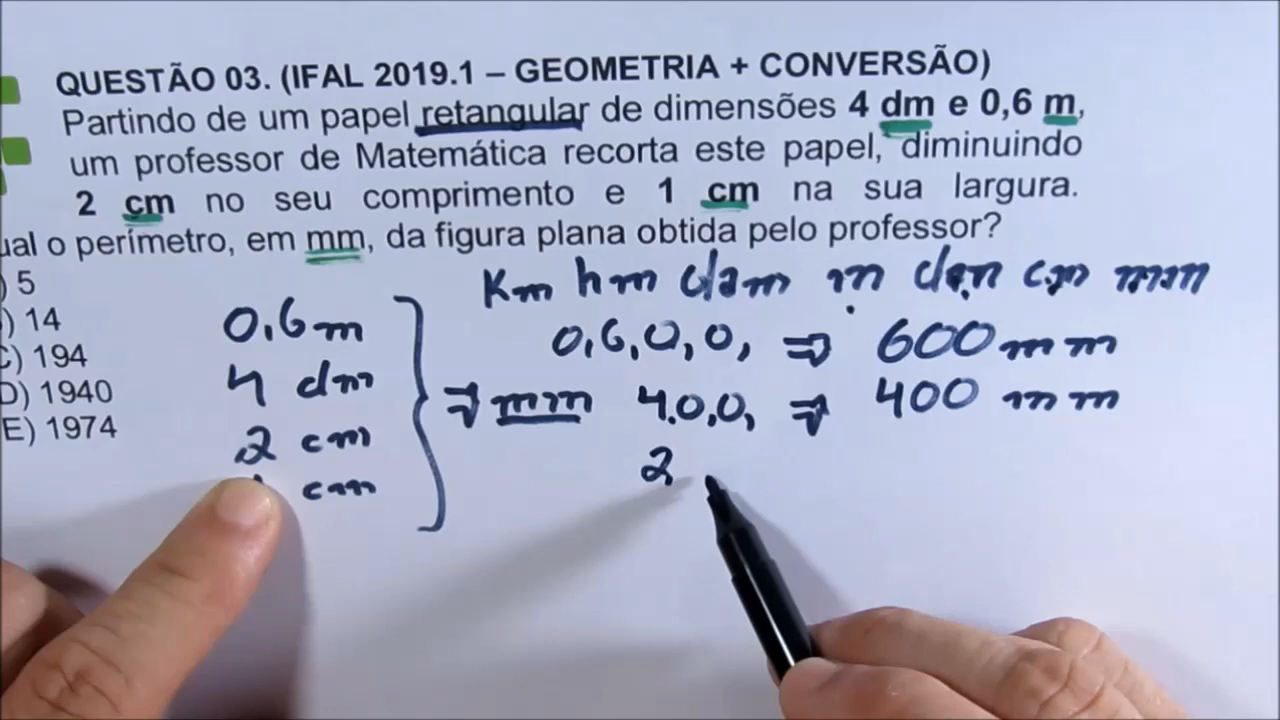 QUESTÃO 03. (IFAL 2019.1 – GEOMETRIA + CONVERSÃO)
Partindo de um papel retangular de dimensões 4 dm e 0,6 m,
um professor de Matemática recorta este papel, diminuindo
2 cm no seu comprimento e 1 cm na sua largura.
ual o perímetro, em mm, da figura plana obtida pelo professor?
) 5
) 14
C) 194
D) 1940
E) 1974
Km hm dam m dm cm mm
0,6m
0,6,0,0, ⇒ 600 mm
4 dm
⇒ mm 4.0,0, ⇒ 400 mm
2 cm
2,
cm